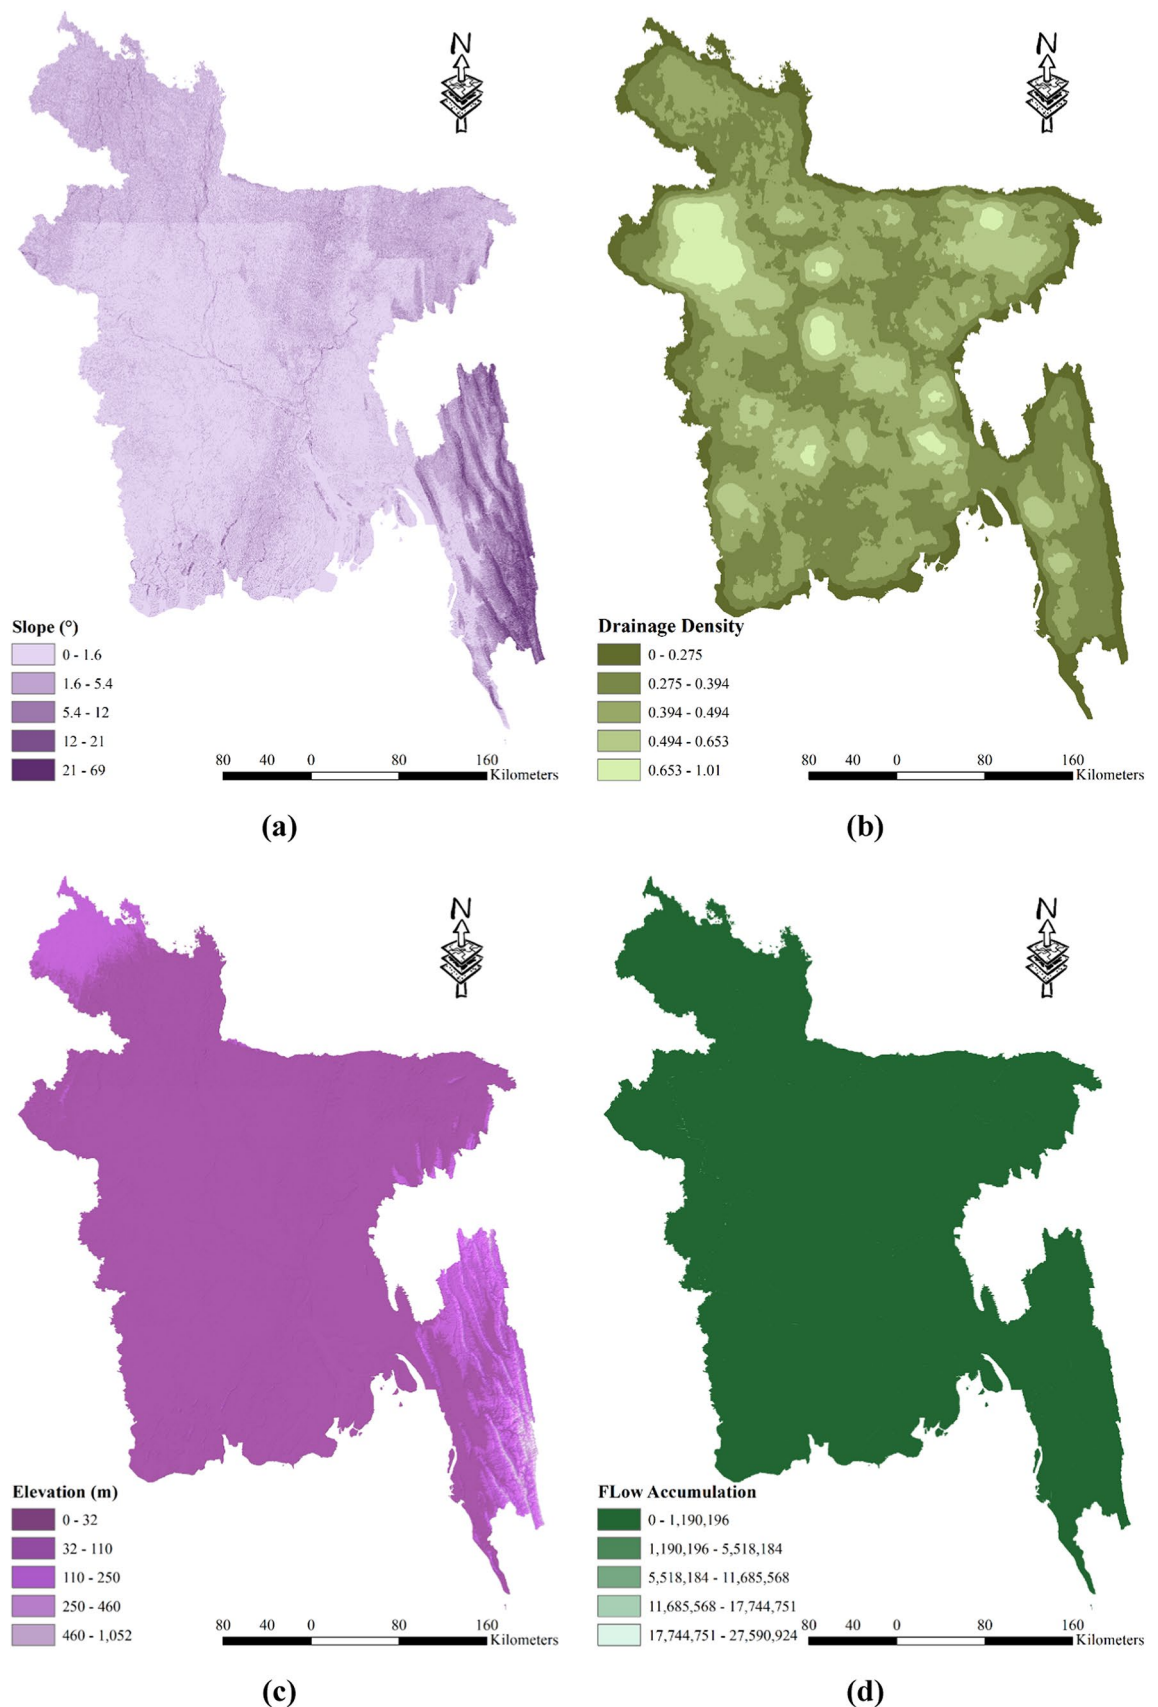 N
Slope (°)
0 - 1.6
1.6 - 5.4
5.4 - 12
12 - 21
21 - 69
80 40 0 80 160
Kilometers
(a)
N
Drainage Density
0 - 0.275
0.275 - 0.394
0.394 - 0.494
0.494 - 0.653
0.653 - 1.01
80 40 0 80 160
Kilometers
(b)
N
Elevation (m)
0 - 32
32 - 110
110 - 250
250 - 460
460 - 1,052
80 40 0 80 160
Kilometers
(c)
N
FLow Accumulation
0 - 1,190,196
1,190,196 - 5,518,184
5,518,184 - 11,685,568
11,685,568 - 17,744,751
17,744,751 - 27,590,924
80 40 0 80 160
Kilometers
(d)